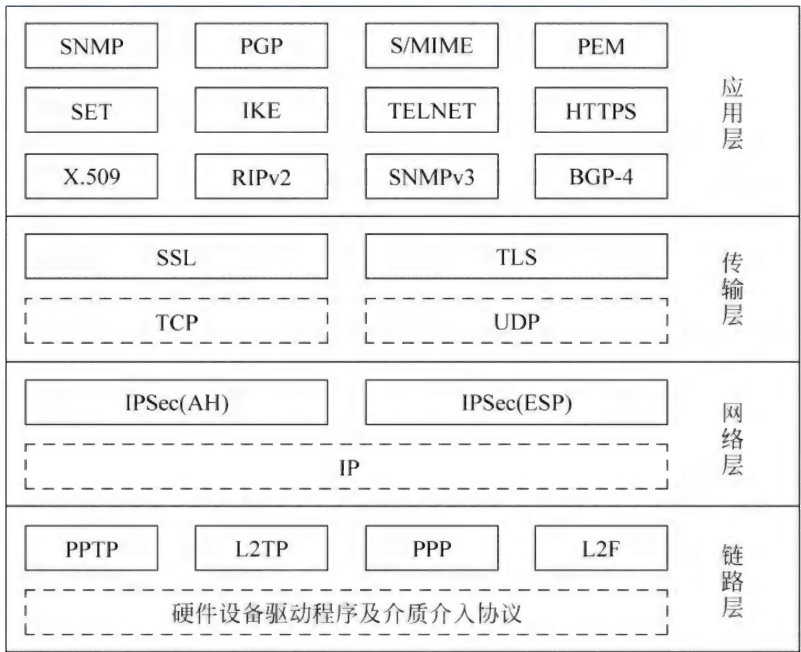 SNMP PGP S/MIME PEM
SET IKE TELNET HTTPS
X.509 RIPv2 SNMPv3 BGP-4
应用层
SSL TLS
TCP UDP
传输层
IPSec(AH) IPSec(ESP)
IP
网络层
PPTP L2TP PPP L2F
硬件设备驱动程序及介质介入协议
链路层